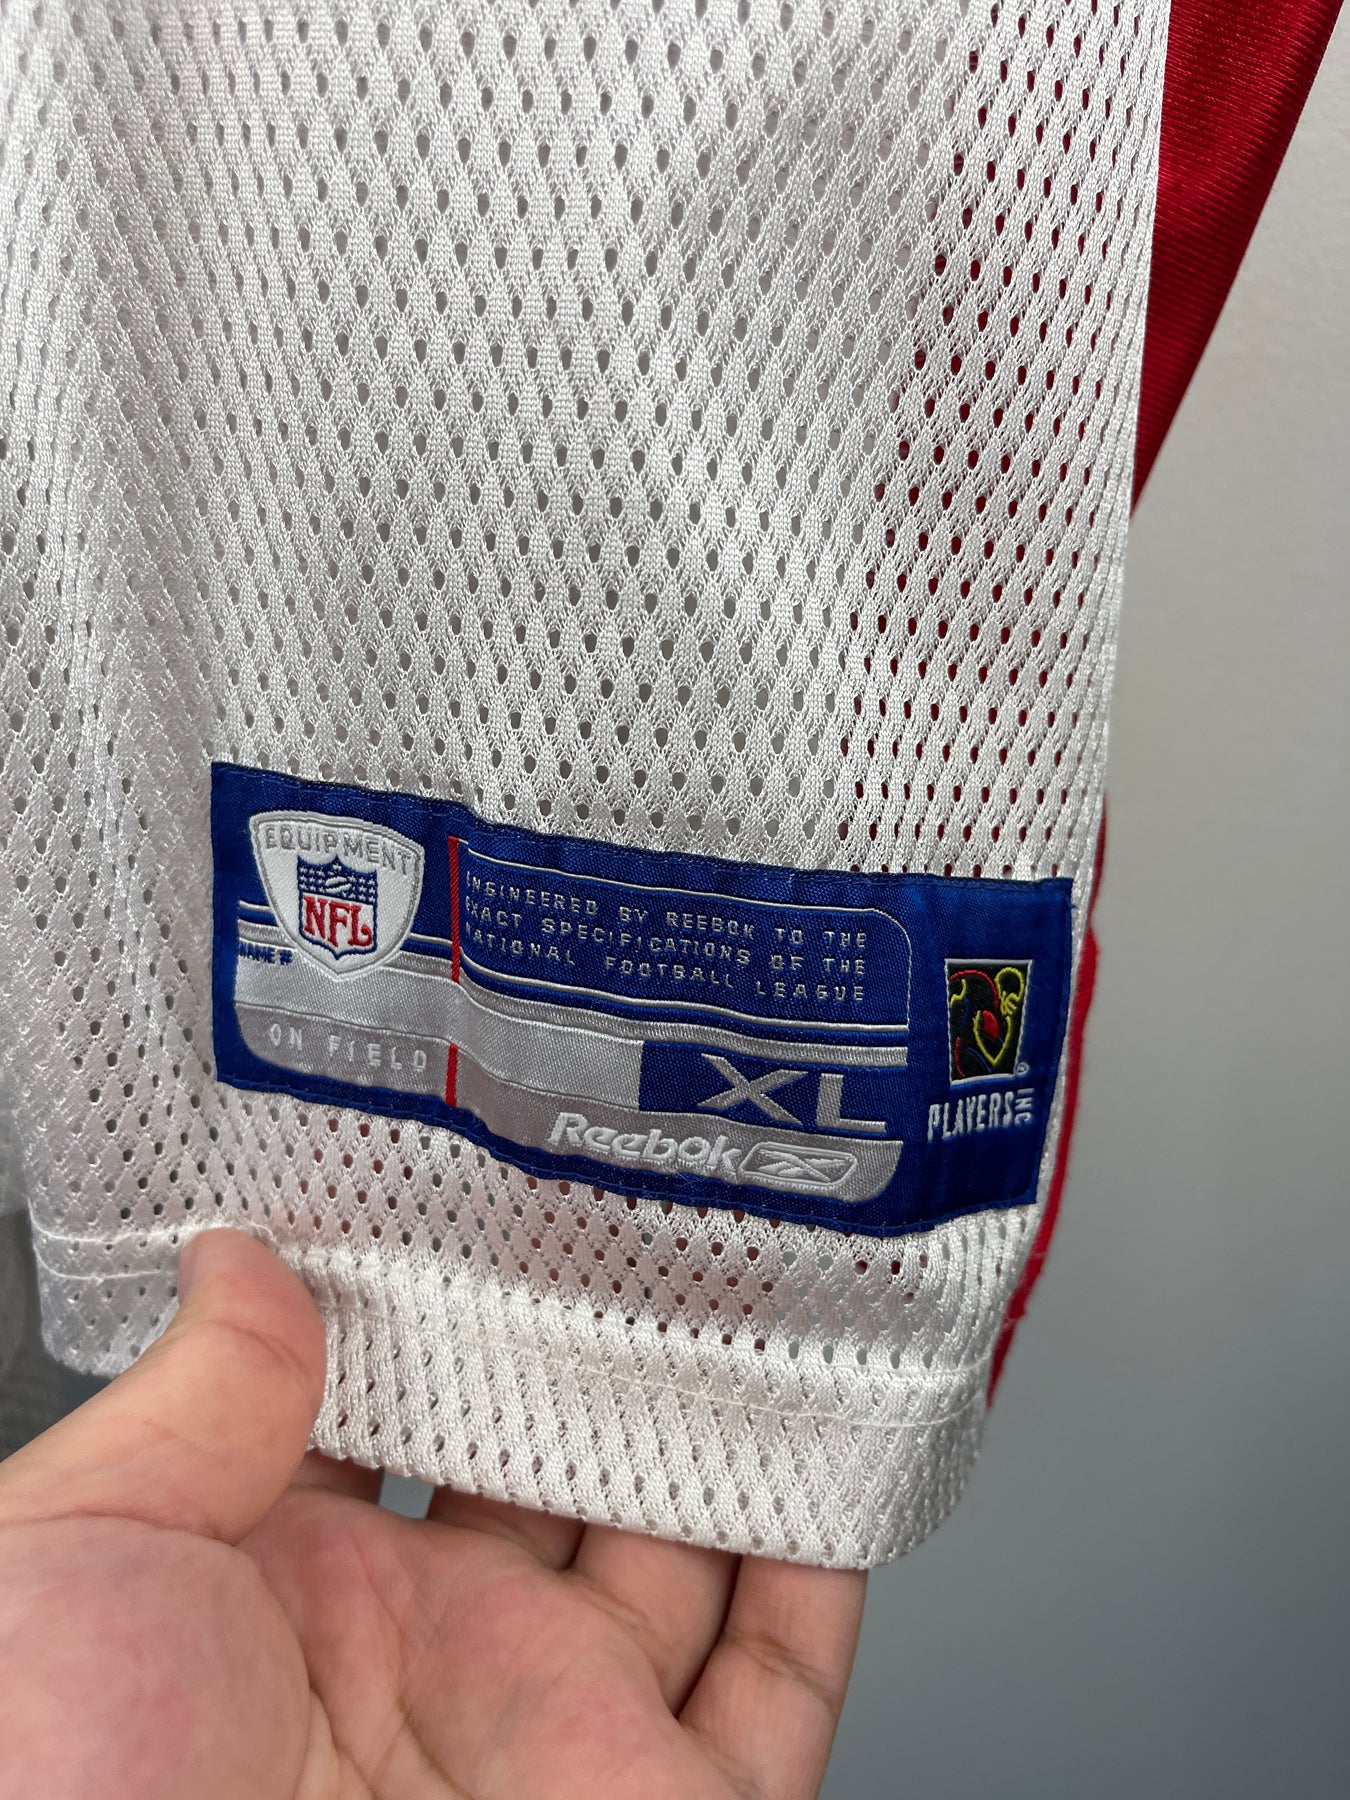 EQUIPMENT
NFL
NAME #
ON FIELD
ENGINEERED BY REEBOK TO THE
EXACT SPECIFICATIONS OF THE
NATIONAL FOOTBALL LEAGUE
XL
Reebok
®
PLAYERS INC